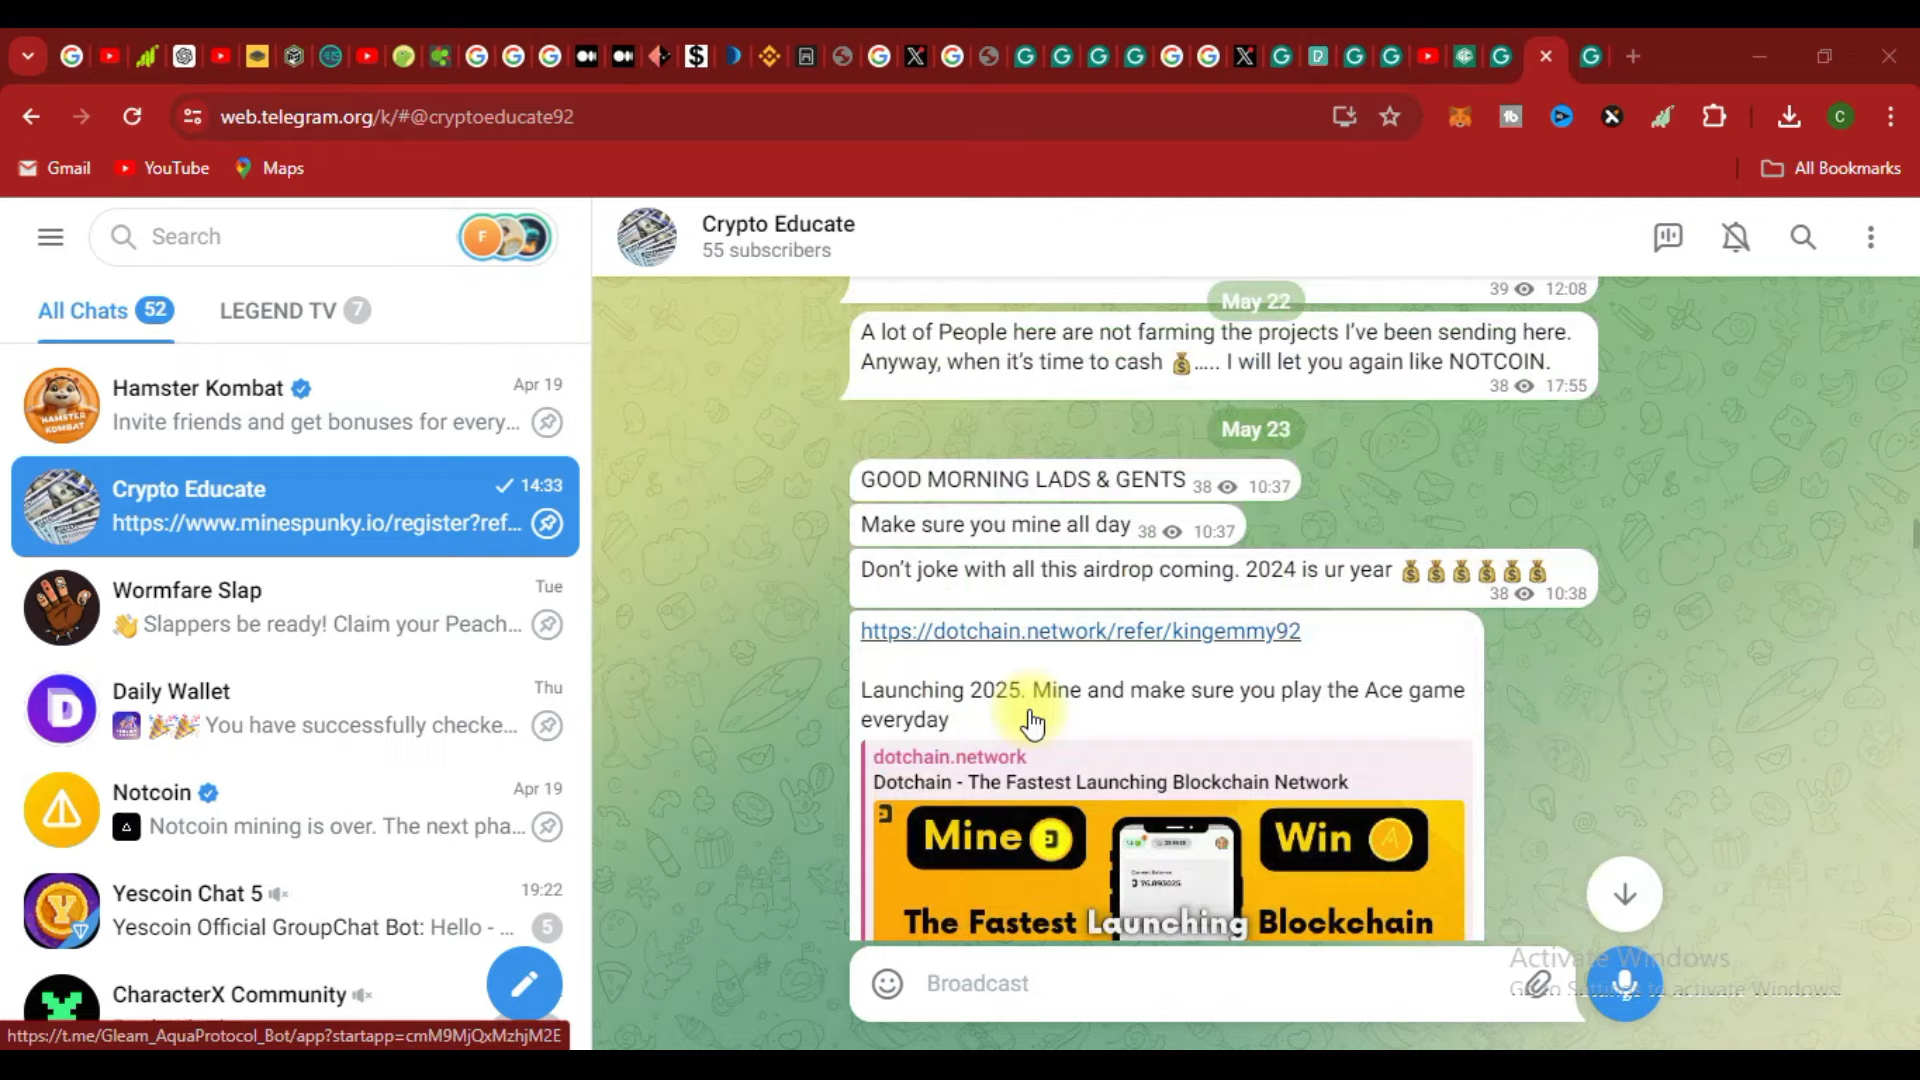 web.telegram.org/k/#@cryptoeducate92
Gmail
YouTube
Maps
All Bookmarks
Search
All Chats 52
LEGEND TV 7
Hamster Kombat
Apr 19
Invite friends and get bonuses for every...
Crypto Educate
14:33
https://www.minespunky.io/register?ref...
Wormfare Slap
Tue
Slappers be ready! Claim your Peach...
Daily Wallet
Thu
You have successfully checke...
Notcoin
Apr 19
Notcoin mining is over. The next pha...
Yescoin Chat 5
19:22
Yescoin Official GroupChat Bot: Hello - ...
5
CharacterX Community
https://t.me/Gleam_AquaProtocol_Bot/app?startapp=cmM9MjQxMzhjM2E
Crypto Educate
55 subscribers
39 12:08
May 22
A lot of People here are not farming the projects I've been sending here.
Anyway, when it's time to cash 💰..... I will let you again like NOTCOIN.
38 17:55
May 23
GOOD MORNING LADS & GENTS 38 10:37
Make sure you mine all day 38 10:37
Don't joke with all this airdrop coming. 2024 is ur year 💰💰💰💰💰💰
38 10:38
https://dotchain.network/refer/kingemmy92
Launching 2025. Mine and make sure you play the Ace game
everyday
dotchain.network
Dotchain - The Fastest Launching Blockchain Network
Mine
Win
The Fastest Launching Blockchain
Broadcast
Activate Windows
Go to Settings to activate Windows.